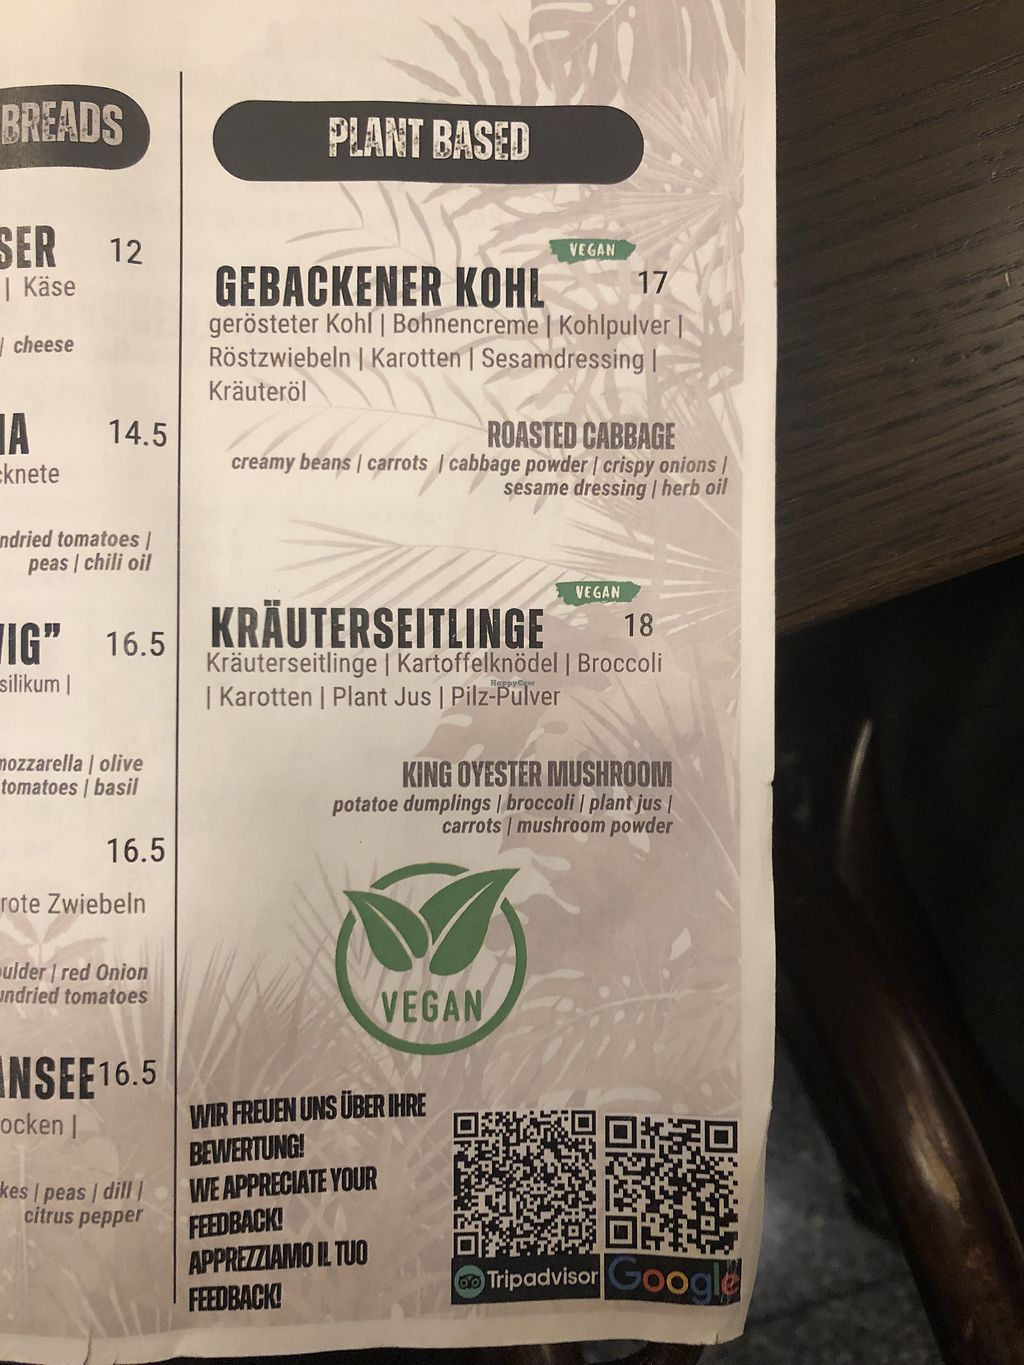 BREADS
SER 12
| Käse
| cheese
IA 14.5
cknete
ndried tomatoes |
peas | chili oil
VIG” 16.5
silikum |
mozzarella | olive
tomatoes | basil
16.5
rote Zwiebeln
oulder | red Onion
undried tomatoes
ANSEE 16.5
ocken |
kes | peas | dill |
citrus pepper
PLANT BASED
VEGAN
GEBACKENER KOHL 17
gerösteter Kohl | Bohnencreme | Kohlpulver |
Röstzwiebeln | Karotten | Sesamdressing |
Kräuteröl
ROASTED CABBAGE
creamy beans | carrots | cabbage powder | crispy onions |
sesame dressing | herb oil
VEGAN
KRÄUTERSEITLINGE 18
Kräuterseitlinge | Kartoffelknödel | Broccoli
| Karotten | Plant Jus | Pilz-Pulver
HappyCow
KING OYESTER MUSHROOM
potatoe dumplings | broccoli | plant jus |
carrots | mushroom powder
VEGAN
WIR FREUEN UNS ÜBER IHRE
BEWERTUNG!
WE APPRECIATE YOUR
FEEDBACK!
APPREZZIAMO IL TUO
FEEDBACK!
Tripadvisor
Google